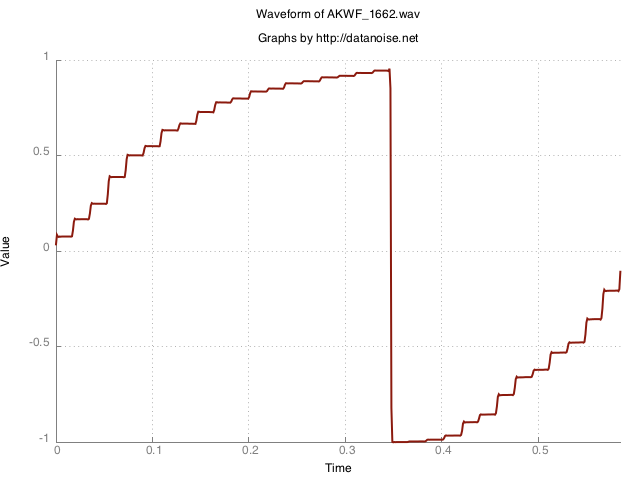 Waveform of AKWF_1662.wav
Graphs by http://datanoise.net
1
0.5
0
-0.5
-1
Value
0 0.1 0.2 0.3 0.4 0.5
Time